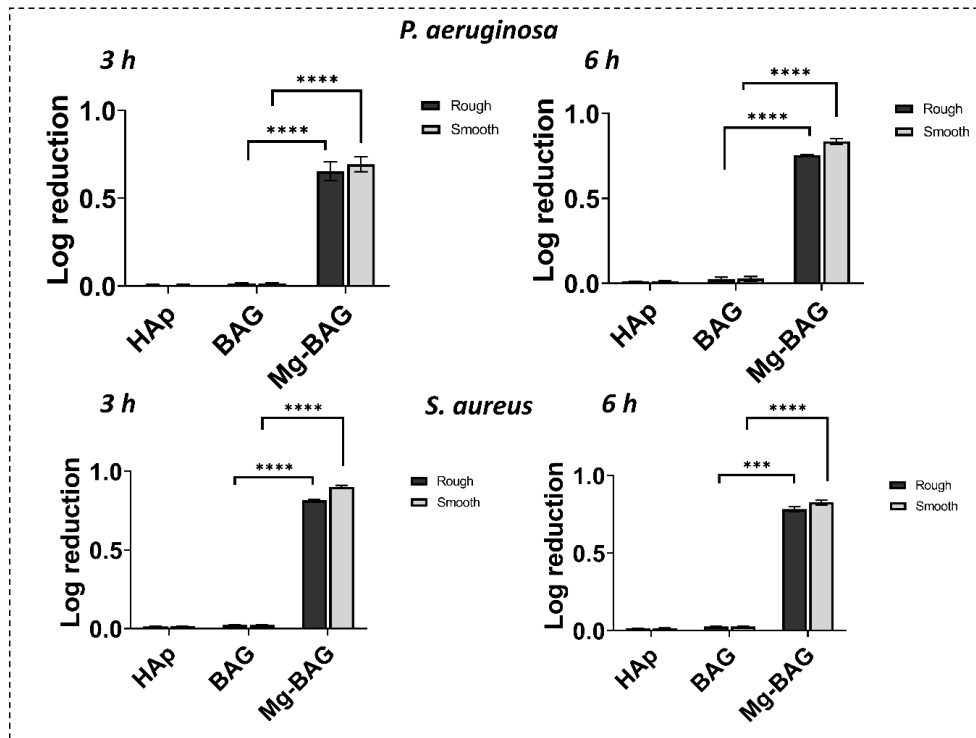 P. aeruginosa
3 h
****
****
Rough
Smooth
Log reduction
1.0
0.5
0.0
HAp
BAG
Mg-BAG
6 h
****
****
Rough
Smooth
Log reduction
1.0
0.5
0.0
HAp
BAG
Mg-BAG
S. aureus
3 h
****
****
Rough
Smooth
Log reduction
1.0
0.5
0.0
HAp
BAG
Mg-BAG
6 h
****
***
Rough
Smooth
Log reduction
1.0
0.5
0.0
HAp
BAG
Mg-BAG